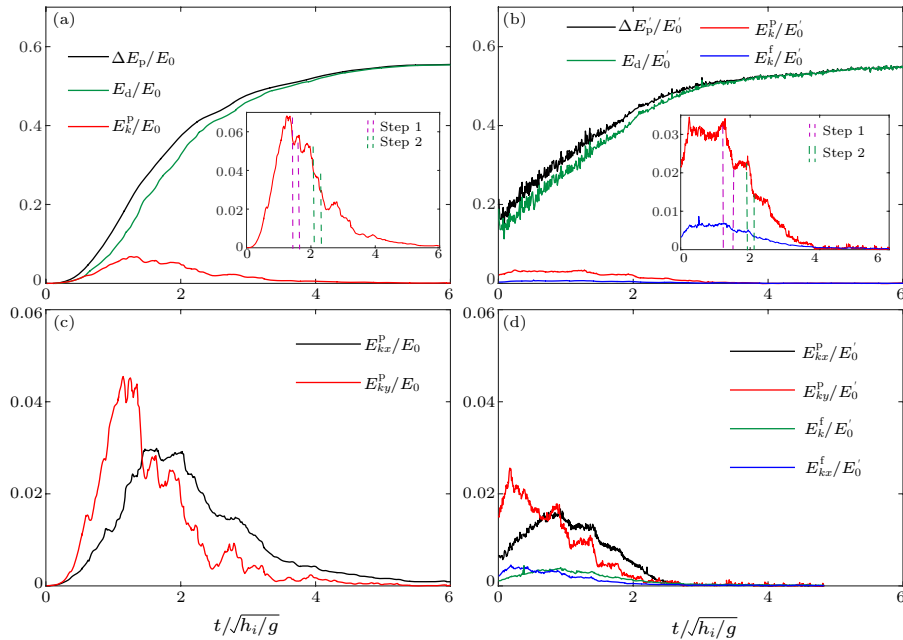 (a)
ΔE_p/E_0
E_d/E_0
E_k^p/E_0
0.6
0.4
0.2
0
0 2 4 6
0.06
0.04
0.02
0
0 2 4 6
Step 1
Step 2
(b)
ΔE_p'/E_0'
E_d/E_0'
E_k^p/E_0'
E_k^f/E_0'
0.6
0.4
0.2
0
0 2 4 6
0.03
0.02
0.01
0
0 2 4 6
Step 1
Step 2
(c)
E_kx^p/E_0
E_ky^p/E_0
0.06
0.04
0.02
0
0 2 4 6
t/√h_i/g
(d)
E_kx^p/E_0'
E_ky^p/E_0'
E_k^f/E_0'
E_kx^f/E_0'
0.06
0.04
0.02
0
0 2 4 6
t/√h_i/g